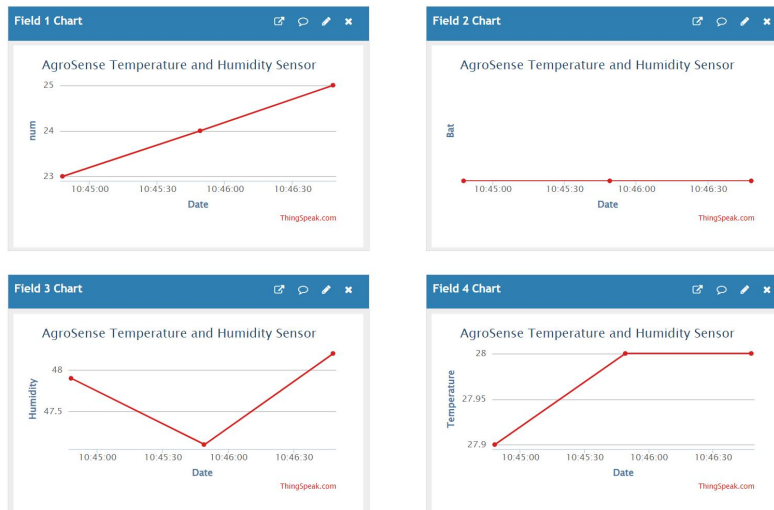 Field 1 Chart
AgroSense Temperature and Humidity Sensor
num
25
24
23
10:45:00 10:45:30 10:46:00 10:46:30
Date
ThingSpeak.com
Field 2 Chart
AgroSense Temperature and Humidity Sensor
Bat
10:45:00 10:45:30 10:46:00 10:46:30
Date
ThingSpeak.com
Field 3 Chart
AgroSense Temperature and Humidity Sensor
Humidity
48
47.5
10:45:00 10:45:30 10:46:00 10:46:30
Date
ThingSpeak.com
Field 4 Chart
AgroSense Temperature and Humidity Sensor
Temperature
28
27.95
27.9
10:45:00 10:45:30 10:46:00 10:46:30
Date
ThingSpeak.com